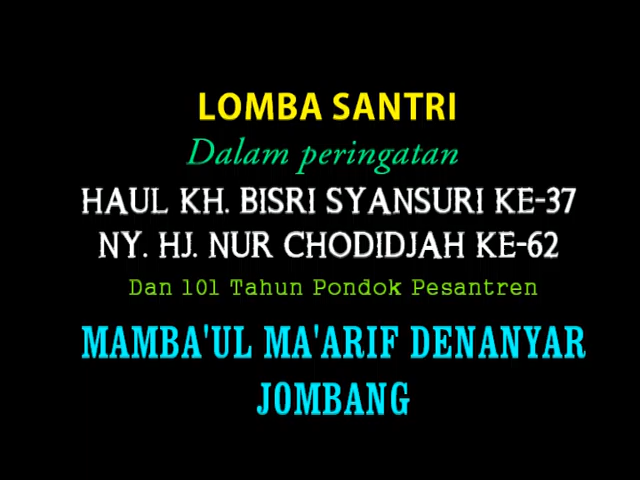 LOMBA SANTRI
Dalam peringatan
HAUL KH. BISRI SYANSURI KE-37
NY. HJ. NUR CHODIDJAH KE-62
Dan 101 Tahun Pondok Pesantren
MAMBA'UL MA'ARIF DENANYAR
JOMBANG